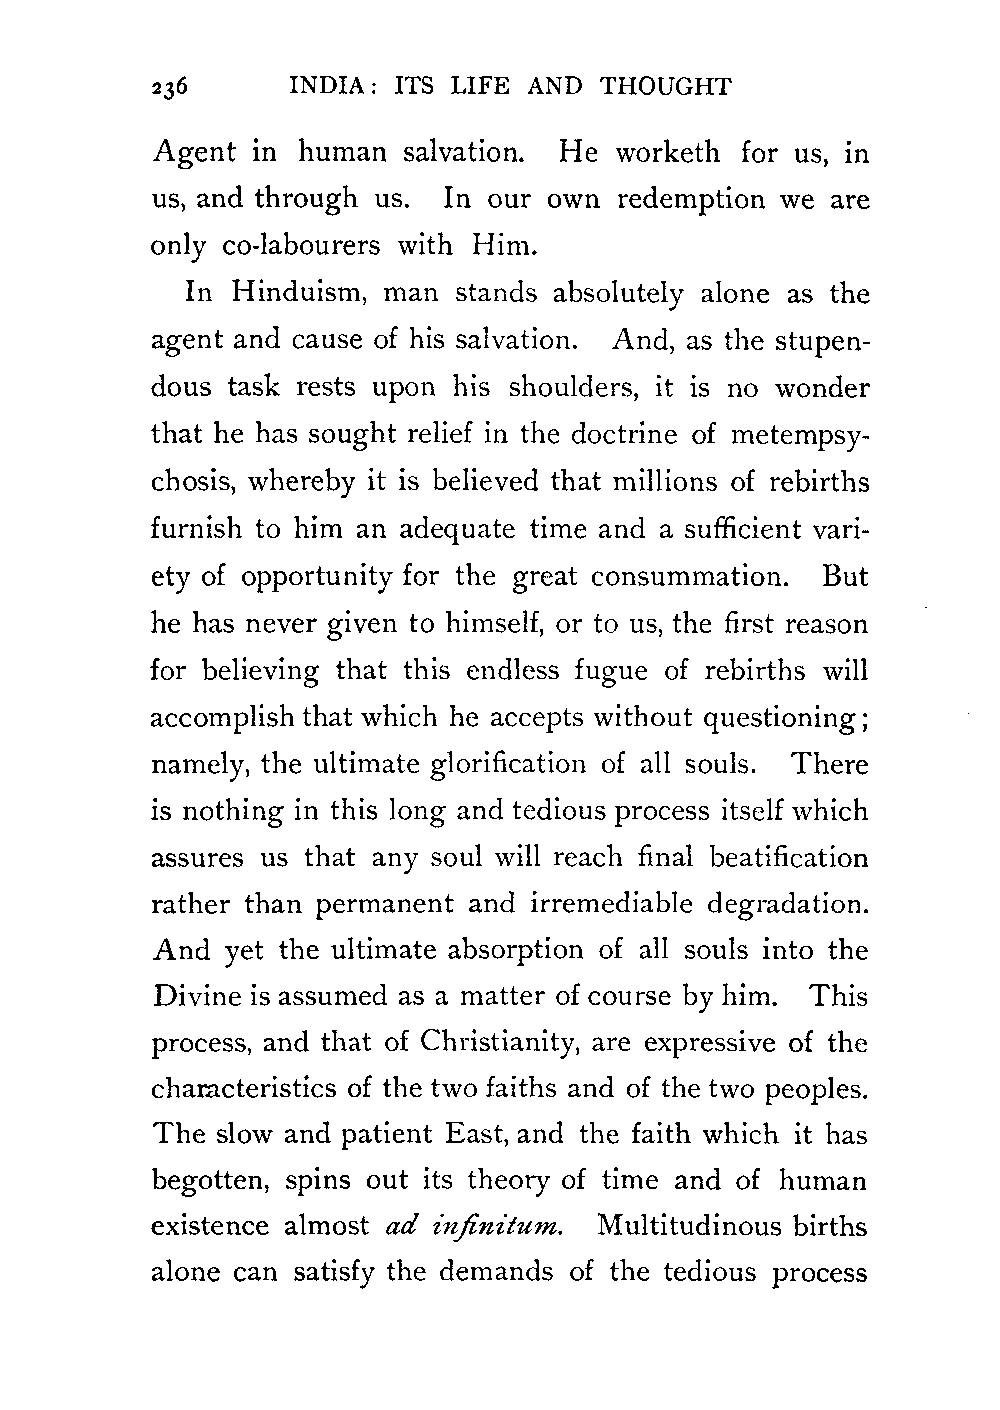 236 INDIA: ITS LIFE AND THOUGHT
Agent in human salvation. He worketh for us, in
us, and through us. In our own redemption we are
only co-labourers with Him.
In Hinduism, man stands absolutely alone as the
agent and cause of his salvation. And, as the stupen-
dous task rests upon his shoulders, it is no wonder
that he has sought relief in the doctrine of metempsy-
chosis, whereby it is believed that millions of rebirths
furnish to him an adequate time and a sufficient vari-
ety of opportunity for the great consummation. But
he has never given to himself, or to us, the first reason
for believing that this endless fugue of rebirths will
accomplish that which he accepts without questioning;
namely, the ultimate glorification of all souls. There
is nothing in this long and tedious process itself which
assures us that any soul will reach final beatification
rather than permanent and irremediable degradation.
And yet the ultimate absorption of all souls into the
Divine is assumed as a matter of course by him. This
process, and that of Christianity, are expressive of the
characteristics of the two faiths and of the two peoples.
The slow and patient East, and the faith which it has
begotten, spins out its theory of time and of human
existence almost ad infinitum. Multitudinous births
alone can satisfy the demands of the tedious process